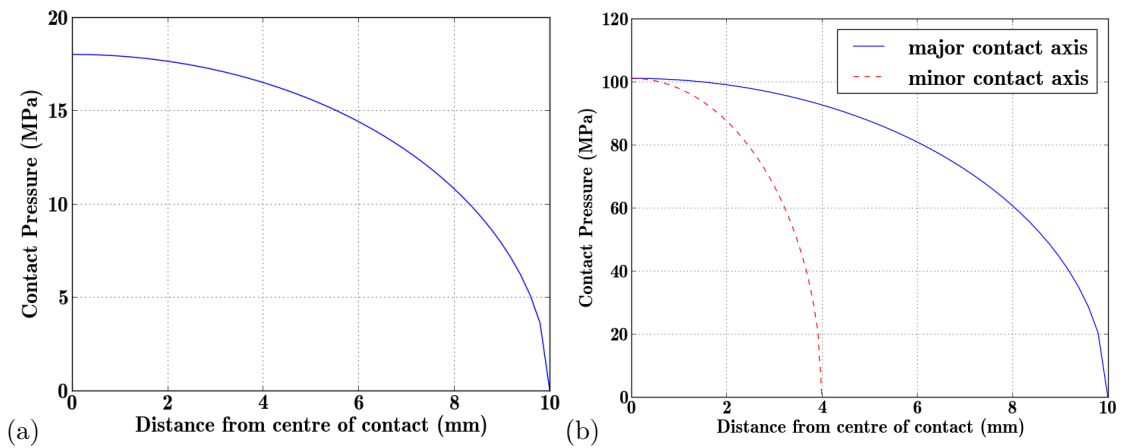 20
15
10
5
0
0 2 4 6 8 10
Contact Pressure (MPa)
Distance from centre of contact (mm)
(a)
120
100
80
60
40
20
0
0 2 4 6 8 10
Contact Pressure (MPa)
Distance from centre of contact (mm)
major contact axis
minor contact axis
(b)